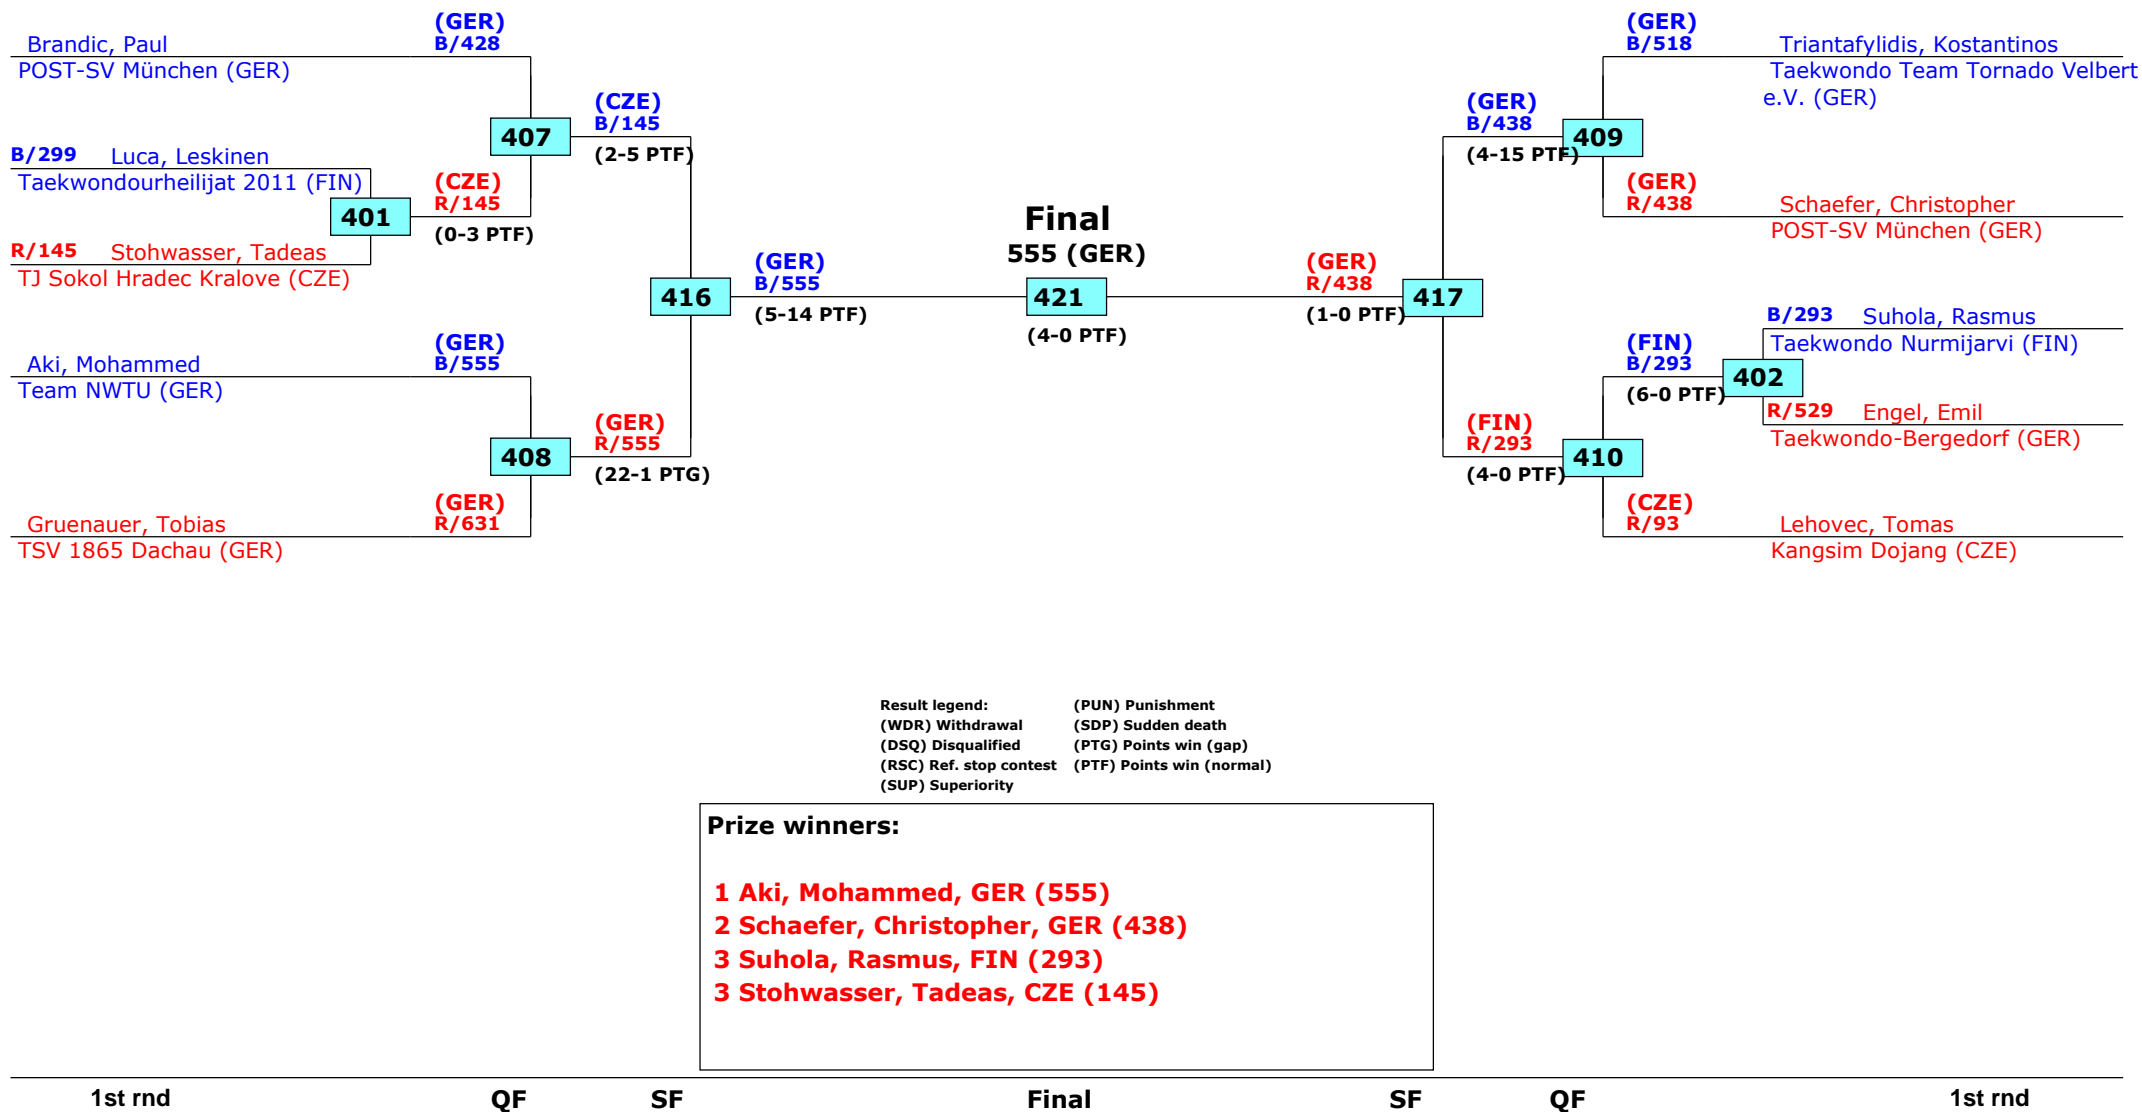 (GER)
B/428
Brandic, Paul
POST-SV München (GER)
407
(CZE)
B/145
(2-5 PTF)
B/299 Luca, Leskinen
Taekwondourheilijat 2011 (FIN)
401
(CZE)
R/145
(0-3 PTF)
R/145 Stohwasser, Tadeas
TJ Sokol Hradec Kralove (CZE)
416
(GER)
B/555
(5-14 PTF)
(GER)
B/555
Aki, Mohammed
Team NWTU (GER)
408
(GER)
R/555
(22-1 PTG)
(GER)
R/631
Gruenauer, Tobias
TSV 1865 Dachau (GER)
Final
555 (GER)
421
(4-0 PTF)
(GER)
R/438
(1-0 PTF)
417
(GER)
B/438
(4-15 PTF)
409
(GER)
B/518
Triantafylidis, Kostantinos
Taekwondo Team Tornado Velbert
e.V. (GER)
(GER)
R/438
Schaefer, Christopher
POST-SV München (GER)
B/293 Suhola, Rasmus
Taekwondo Nurmijarvi (FIN)
(FIN)
B/293
(6-0 PTF)
402
R/529 Engel, Emil
Taekwondo-Bergedorf (GER)
(FIN)
R/293
(4-0 PTF)
410
(CZE)
R/93
Lehovec, Tomas
Kangsim Dojang (CZE)
Result legend: (PUN) Punishment
(WDR) Withdrawal (SDP) Sudden death
(DSQ) Disqualified (PTG) Points win (gap)
(RSC) Ref. stop contest (PTF) Points win (normal)
(SUP) Superiority
Prize winners:
1 Aki, Mohammed, GER (555)
2 Schaefer, Christopher, GER (438)
3 Suhola, Rasmus, FIN (293)
3 Stohwasser, Tadeas, CZE (145)
1st rnd QF SF Final SF QF 1st rnd